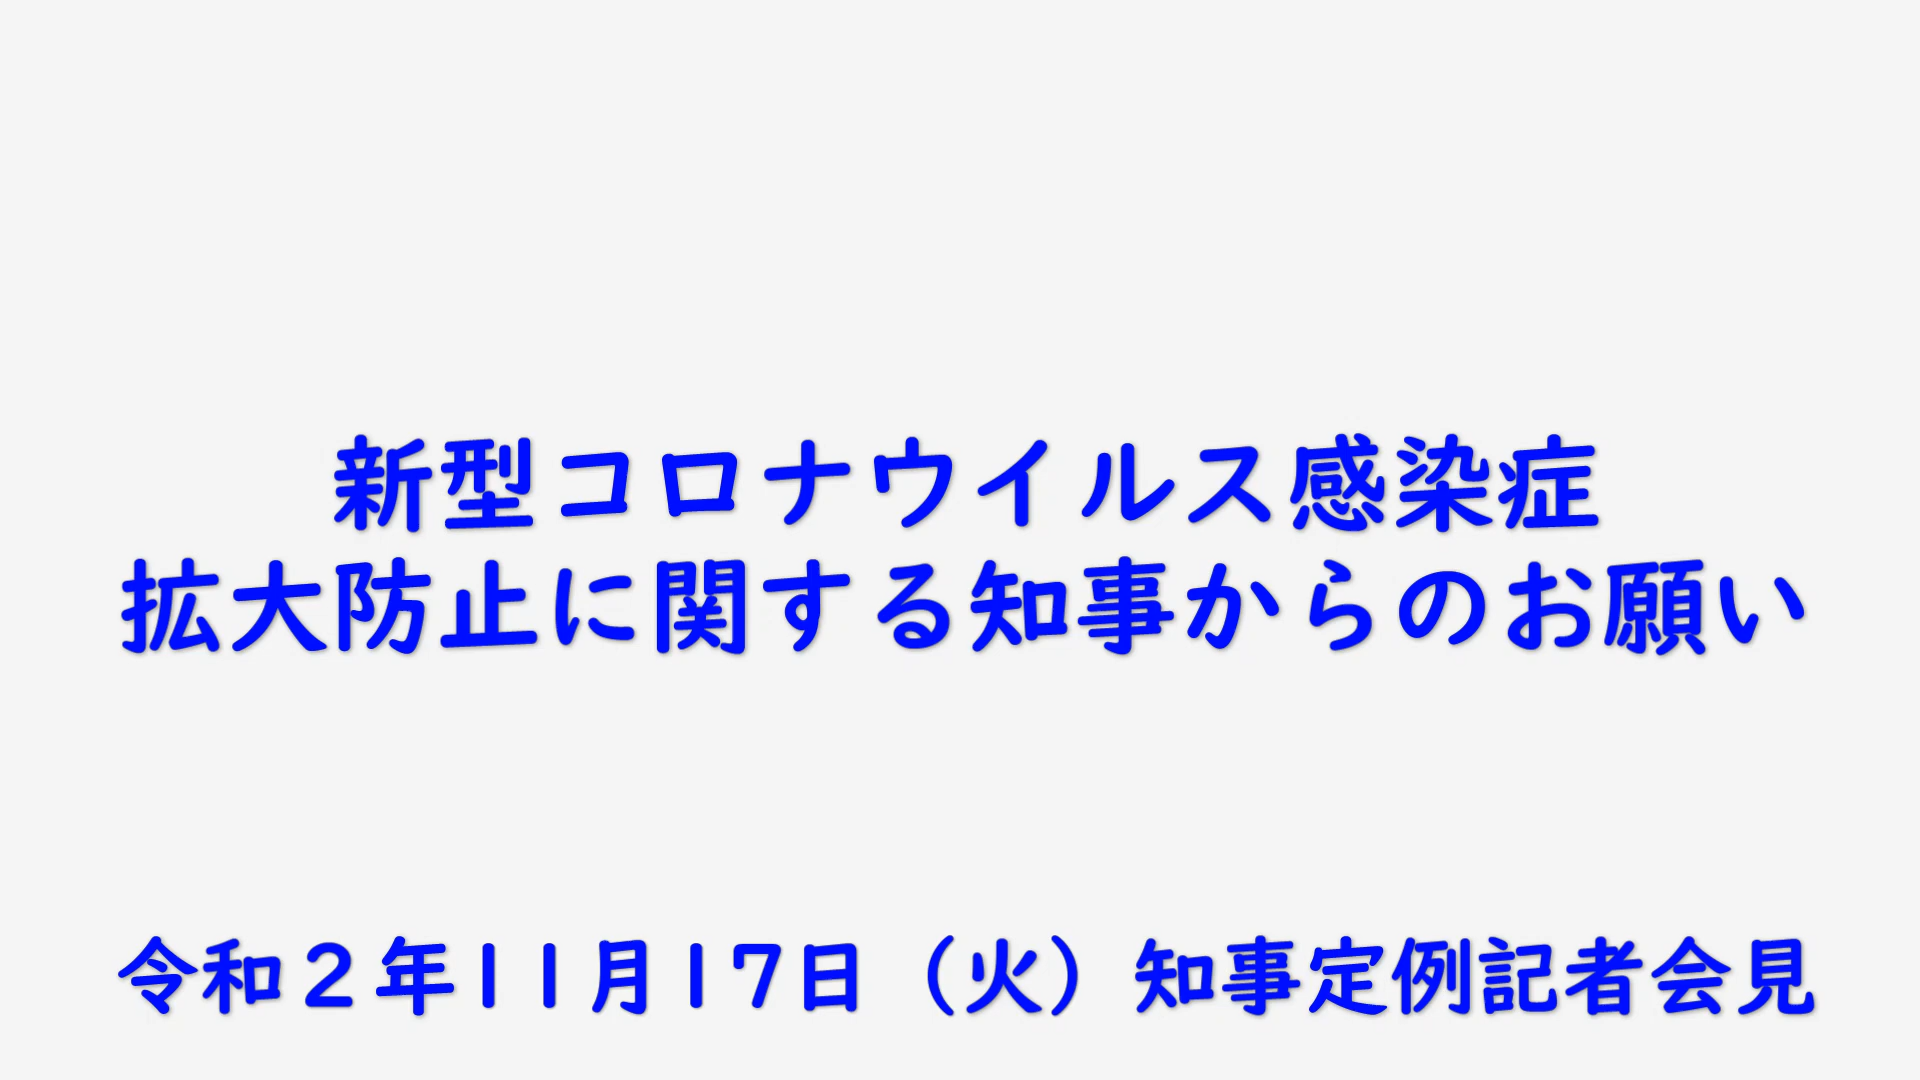 新型コロナウイルス感染症
拡大防止に関する知事からのお願い
令和２年11月17日（火）知事定例記者会見